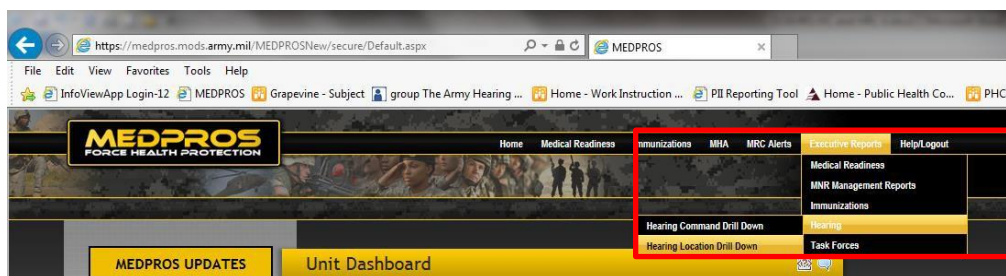 https://medpros.mods.army.mil/MEDPROSNew/secure/Default.aspx MEDPROS
File Edit View Favorites Tools Help
InfoViewApp Login-12 MEDPROS Grapevine - Subject group The Army Hearing ... Home - Work Instruction ... PII Reporting Tool Home - Public Health Co... PHC
MEDPROS
FORCE HEALTH PROTECTION
Home Medical Readiness Immunizations MHA MRC Alerts Executive Reports Help/Logout
Medical Readiness
MNR Management Reports
Immunizations
Hearing Command Drill Down Hearing
Hearing Location Drill Down Task Forces
MEDPROS UPDATES Unit Dashboard